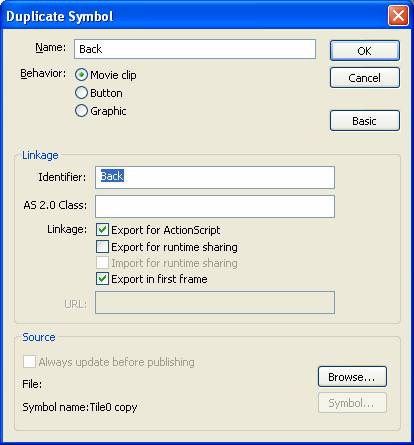 Duplicate Symbol
Name: Back
OK
Behavior: Movie clip
Cancel
Button
Graphic
Basic
Linkage
Identifier: Back
AS 2.0 Class:
Linkage: Export for ActionScript
Export for runtime sharing
Import for runtime sharing
Export in first frame
URL:
Source
Always update before publishing
File:
Browse...
Symbol name:Tile0 copy
Symbol...